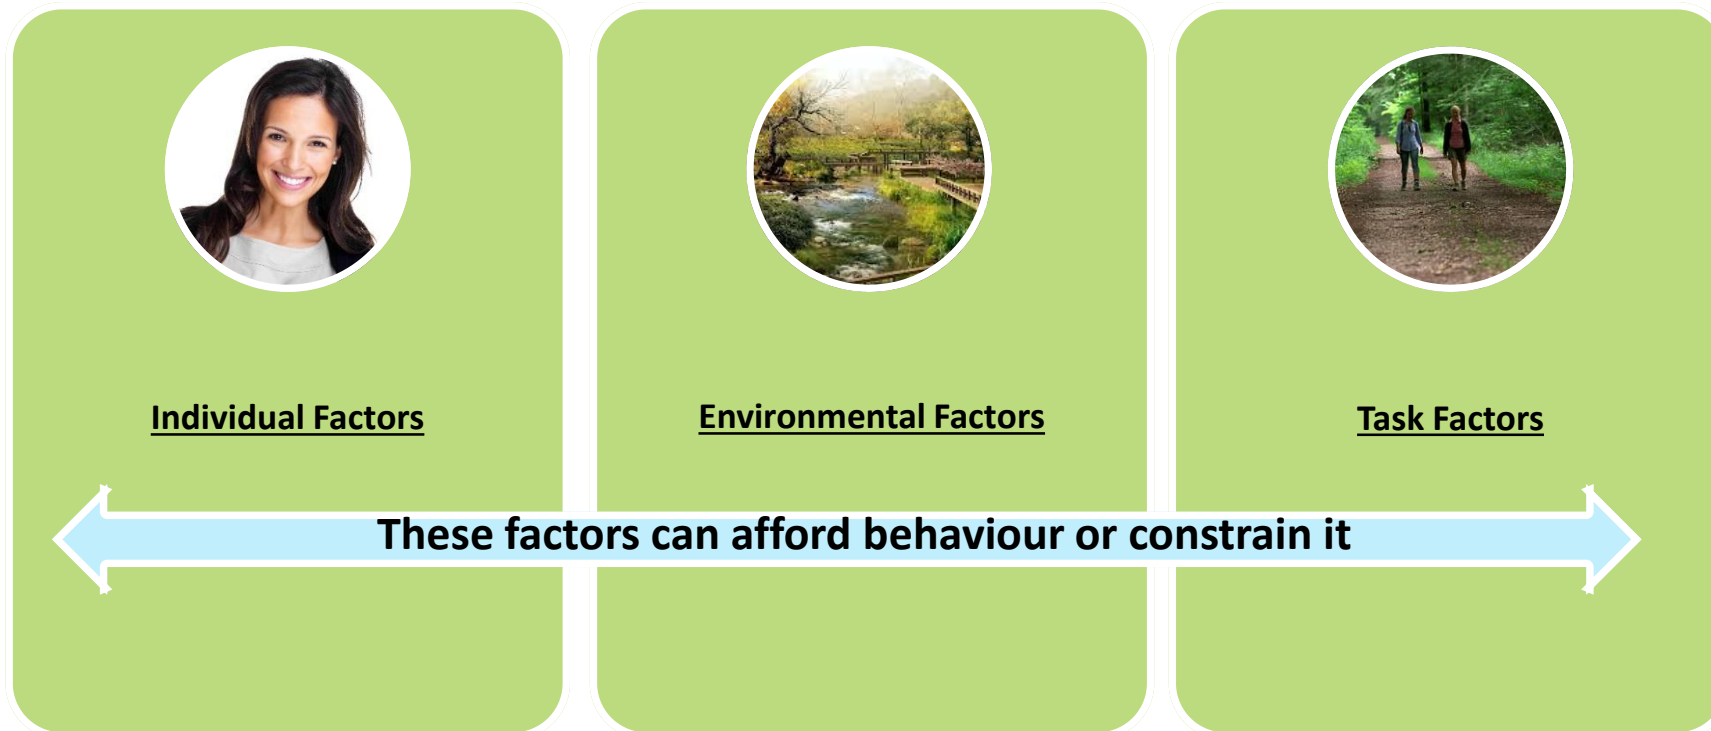 Individual Factors
Environmental Factors
Task Factors
These factors can afford behaviour or constrain it